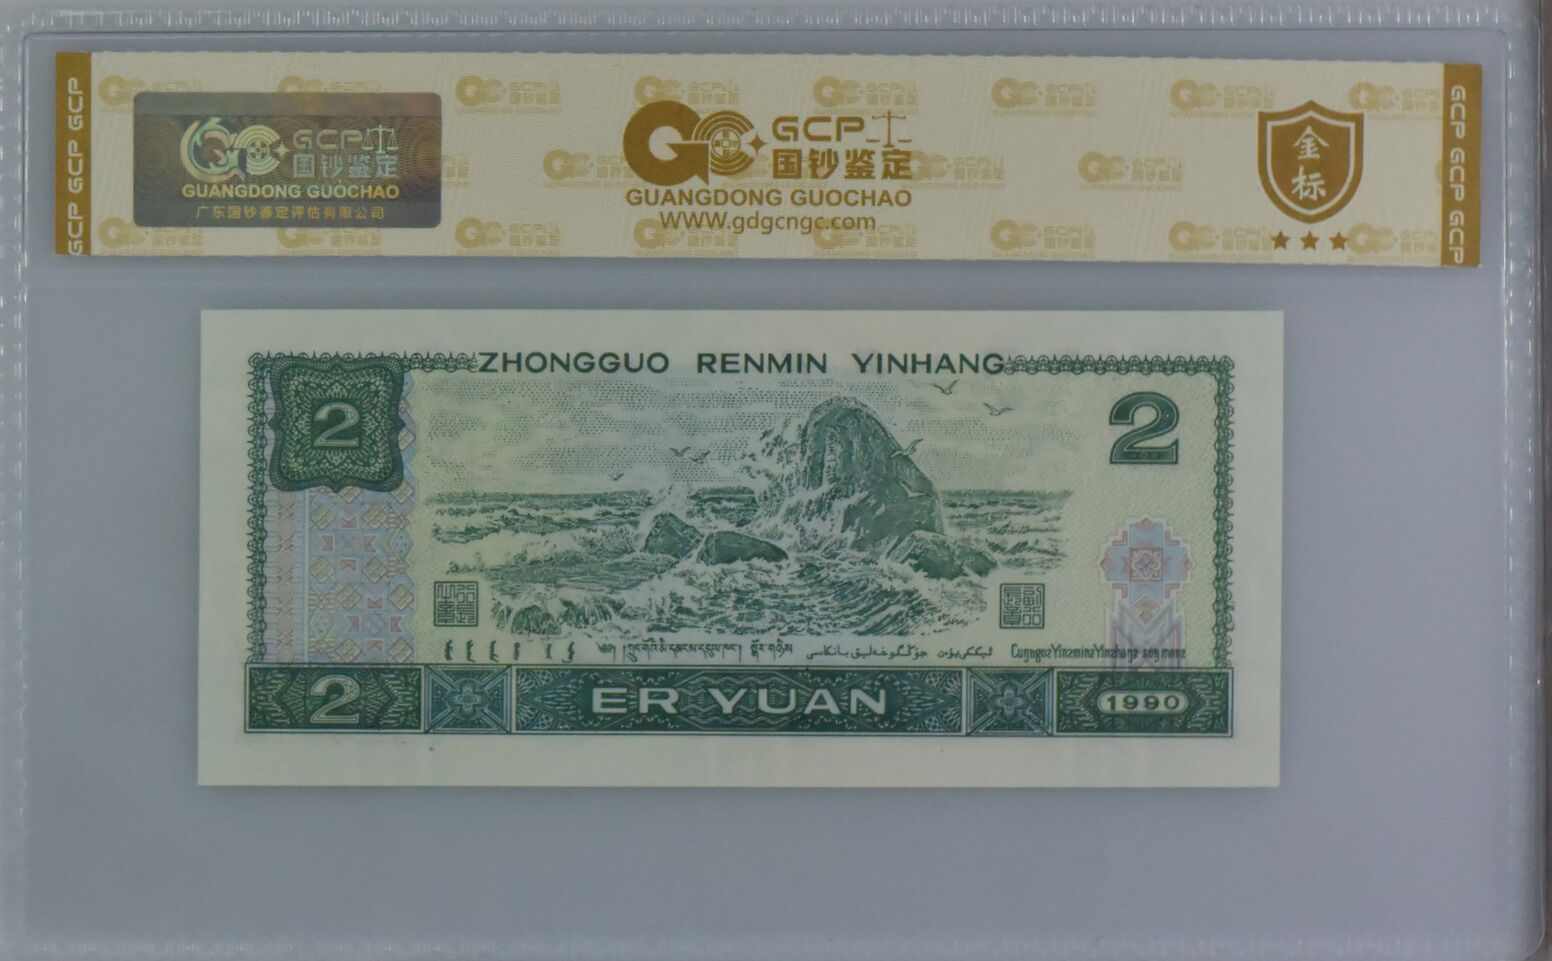 GCP GCP GCP
GCP
国钞鉴定
GUANGDONG GUOCHAO
广东国钞鉴定评估有限公司
GCP
国钞鉴定
GUANGDONG GUOCHAO
WWW.gdgcngc.com
金标
GCP GCP GCP
ZHONGGUO RENMIN YINHANG
2
2
2
ER YUAN
1990